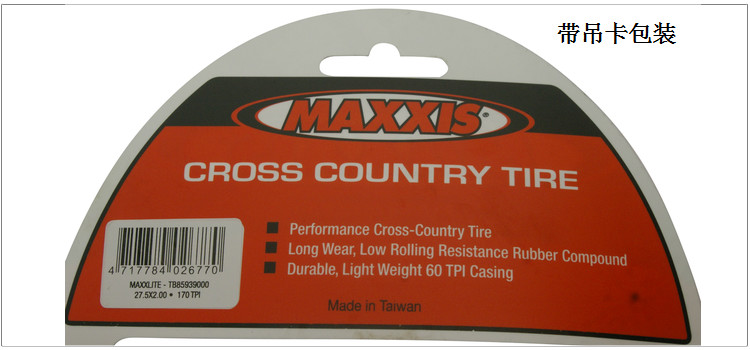 带吊卡包装
MAXXIS®
CROSS COUNTRY TIRE
Performance Cross-Country Tire
Long Wear, Low Rolling Resistance Rubber Compound
Durable, Light Weight 60 TPI Casing
4 717784 026770
MAXXLITE - TB85939000
27.5X2.00 • 170 TPI
Made in Taiwan